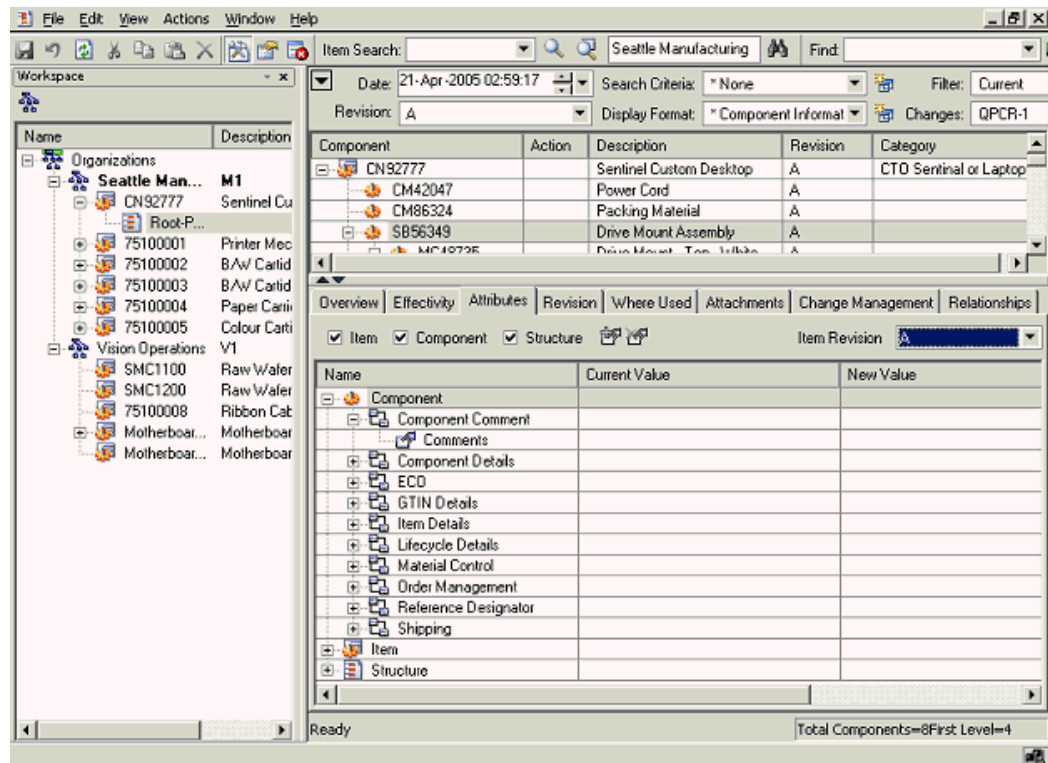 File Edit View Actions Window Help
Item Search: Seattle Manufacturing Find:
Workspace
Date: 21-Apr-2005 02:59:17 Search Criteria: * None Filter: Current
Revision: A Display Format: * Component Informat Changes: QPCR-1
Name Description
Organizations
Seattle Man... M1
CN92777 Sentinel Cu
Root-P...
75100001 Printer Mec
75100002 B/W Cartid
75100003 B/W Cartid
75100004 Paper Carri
75100005 Colour Carti
Vision Operations V1
SMC1100 Raw Wafer
SMC1200 Raw Wafer
75100008 Ribbon Cab
Motherboar... Motherboar
Motherboar... Motherboar
Component Action Description Revision Category
CN92777 Sentinel Custom Desktop A CTO Sentinal or Laptop
CM42047 Power Cord A
CM86324 Packing Material A
SB56349 Drive Mount Assembly A
Overview Effectivity Attributes Revision Where Used Attachments Change Management Relationships
Item Component Structure Item Revision A
Name Current Value New Value
Component
Component Comment
Comments
Component Details
ECO
GTIN Details
Item Details
Lifecycle Details
Material Control
Order Management
Reference Designator
Shipping
Item
Structure
Ready Total Components=8First Level=4